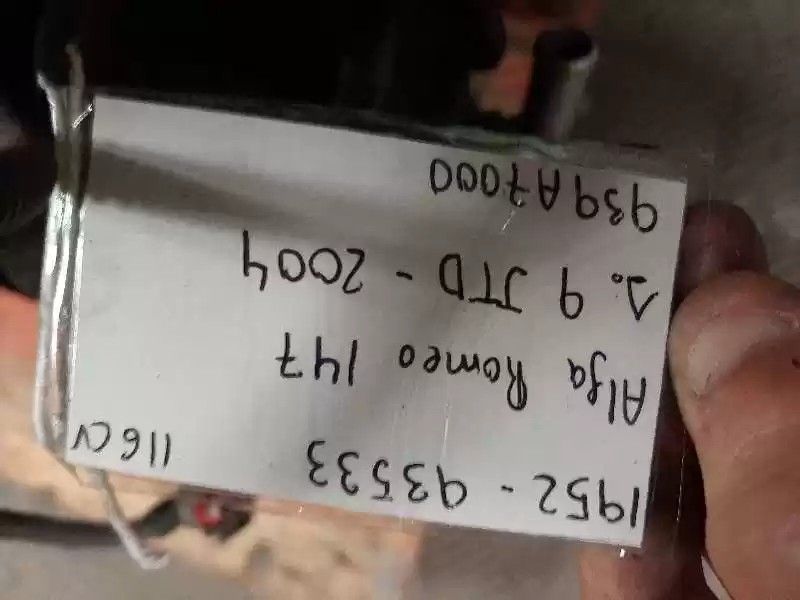 1952 - 93533
116CV
Alfa Romeo 147
1.9 JTD - 2004
939A7000